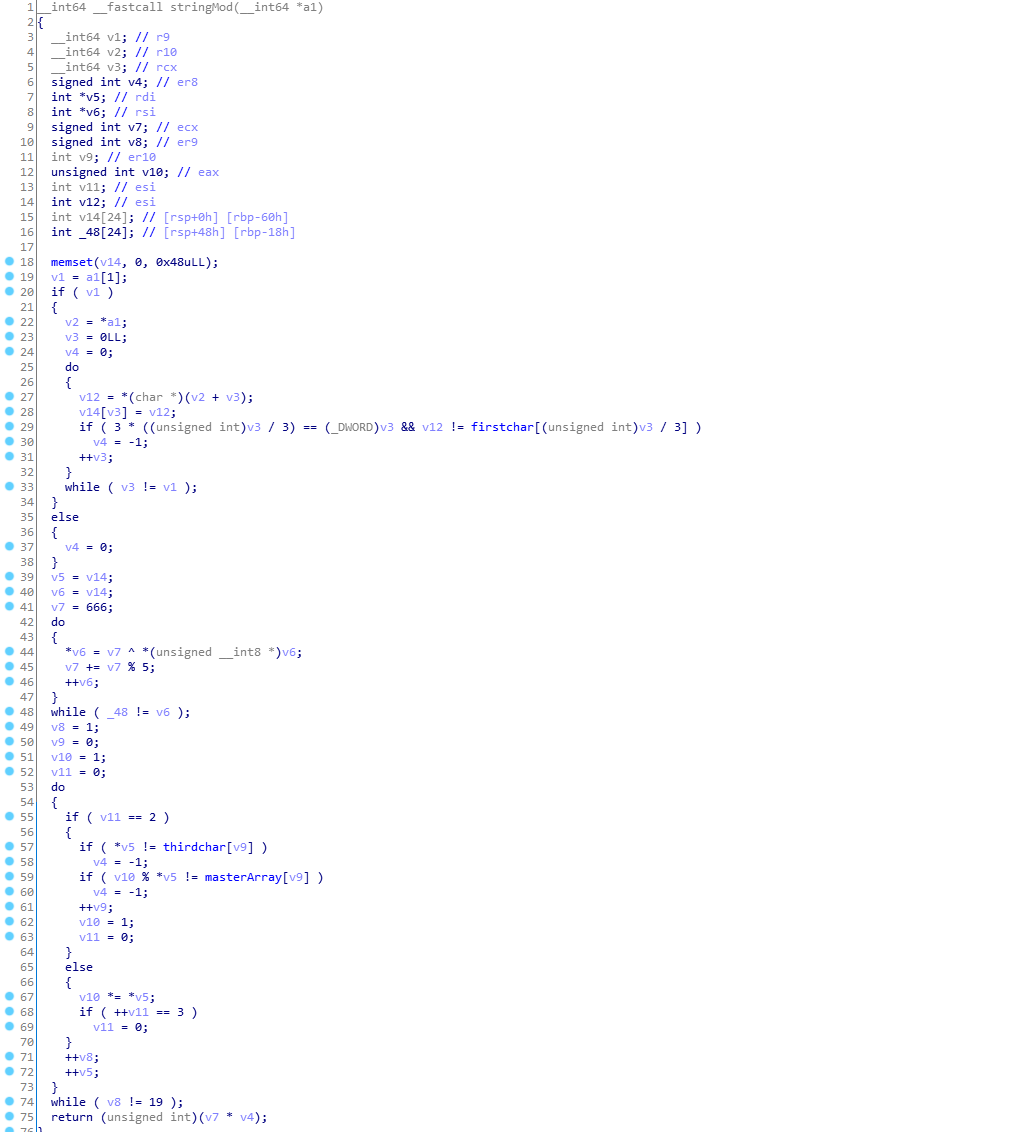 1 __int64 __fastcall stringMod(__int64 *a1)
2 {
3 __int64 v1; // r9
4 __int64 v2; // r10
5 __int64 v3; // rcx
6 signed int v4; // er8
7 int *v5; // rdi
8 int *v6; // rsi
9 signed int v7; // ecx
10 signed int v8; // er9
11 int v9; // er10
12 unsigned int v10; // eax
13 int v11; // esi
14 int v12; // esi
15 int v14[24]; // [rsp+0h] [rbp-60h]
16 int _48[24]; // [rsp+48h] [rbp-18h]
17
18 memset(v14, 0, 0x48uLL);
19 v1 = a1[1];
20 if ( v1 )
21 {
22 v2 = *a1;
23 v3 = 0LL;
24 v4 = 0;
25 do
26 {
27 v12 = *(char *)(v2 + v3);
28 v14[v3] = v12;
29 if ( 3 * ((unsigned int)v3 / 3) == (_DWORD)v3 && v12 != firstchar[(unsigned int)v3 / 3] )
30 v4 = -1;
31 ++v3;
32 }
33 while ( v3 != v1 );
34 }
35 else
36 {
37 v4 = 0;
38 }
39 v5 = v14;
40 v6 = v14;
41 v7 = 666;
42 do
43 {
44 *v6 = v7 ^ *(unsigned __int8 *)v6;
45 v7 += v7 % 5;
46 ++v6;
47 }
48 while ( _48 != v6 );
49 v8 = 1;
50 v9 = 0;
51 v10 = 1;
52 v11 = 0;
53 do
54 {
55 if ( v11 == 2 )
56 {
57 if ( *v5 != thirdchar[v9] )
58 v4 = -1;
59 if ( v10 % *v5 != masterArray[v9] )
60 v4 = -1;
61 ++v9;
62 v10 = 1;
63 v11 = 0;
64 }
65 else
66 {
67 v10 *= *v5;
68 if ( ++v11 == 3 )
69 v11 = 0;
70 }
71 ++v8;
72 ++v5;
73 }
74 while ( v8 != 19 );
75 return (unsigned int)(v7 * v4);
76 }